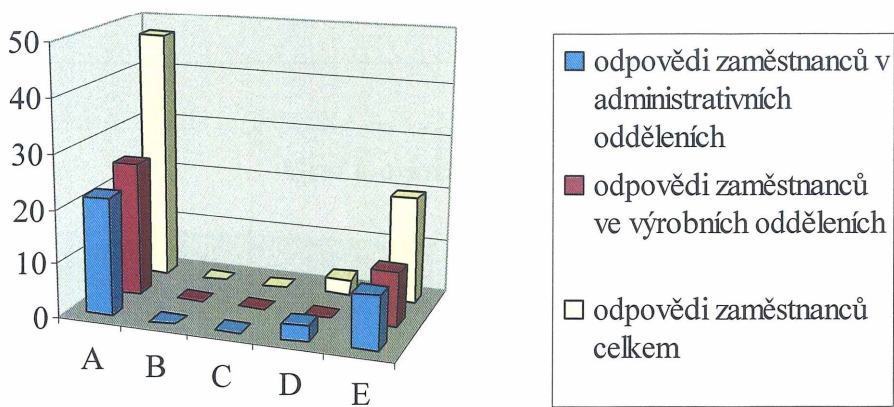 50
40
30
20
10
0
A
B
C
D
E
odpovědi zaměstnanců v
administrativních
odděleních
odpovědi zaměstnanců
ve výrobních odděleních
odpovědi zaměstnanců
celkem